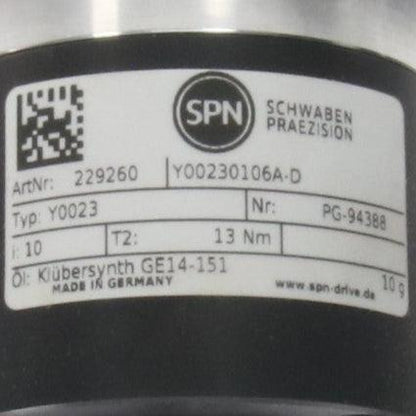 SPN
SCHWABEN
PRAEZISION
ArtNr: 229260 Y00230106A-D
Typ: Y0023 Nr: PG-94388
i: 10 T2: 13 Nm
Öl: Klübersynth GE14-151 10 g
MADE IN GERMANY www.spn-drive.de